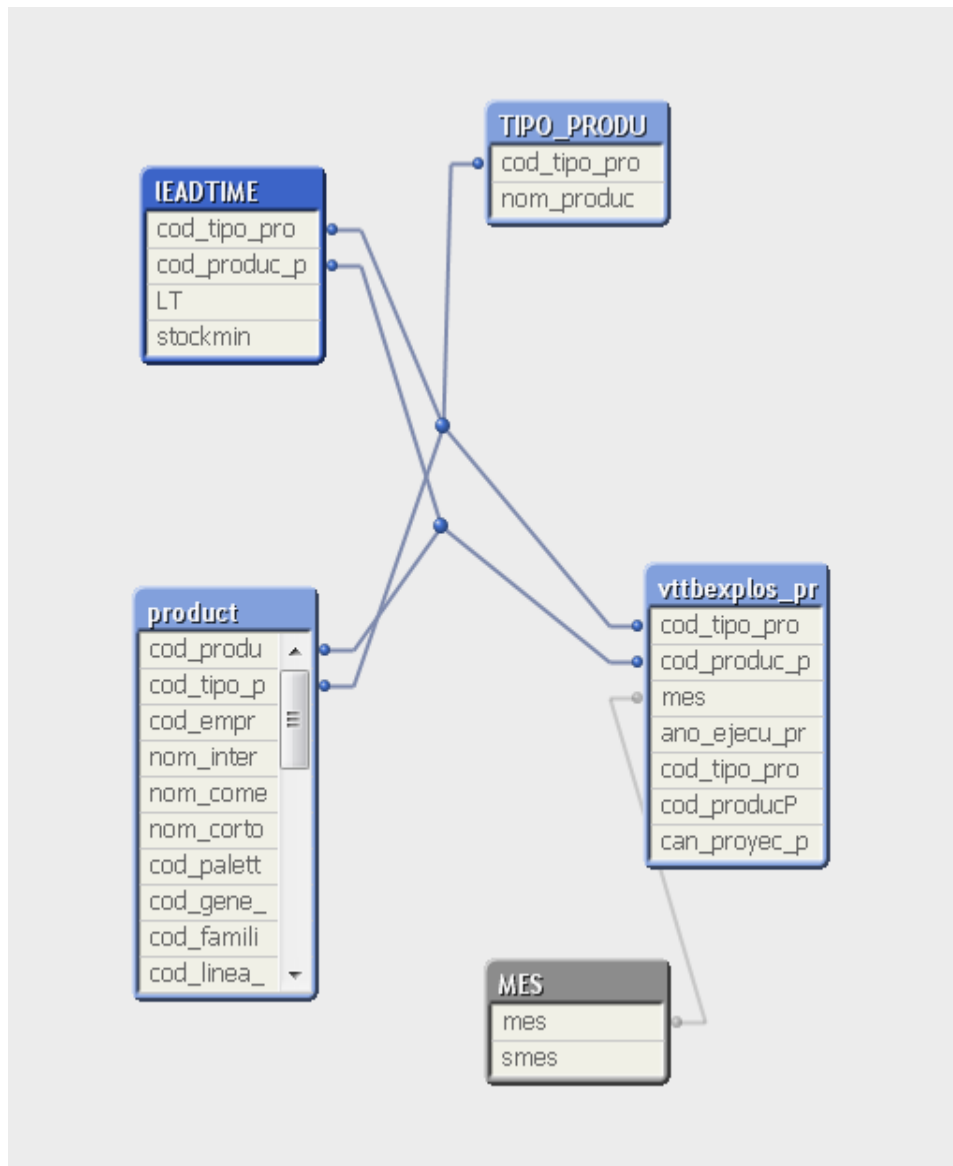 TIPO_PRODU
cod_tipo_pro
nom_produc
lEADTIME
cod_tipo_pro
cod_produc_p
LT
stockmin
product
cod_produ
cod_tipo_p
cod_empr
nom_inter
nom_come
nom_corto
cod_palett
cod_gene_
cod_famili
cod_linea_
vttbexplos_pr
cod_tipo_pro
cod_produc_p
mes
ano_ejecu_pr
cod_tipo_pro
cod_producP
can_proyec_p
MES
mes
smes